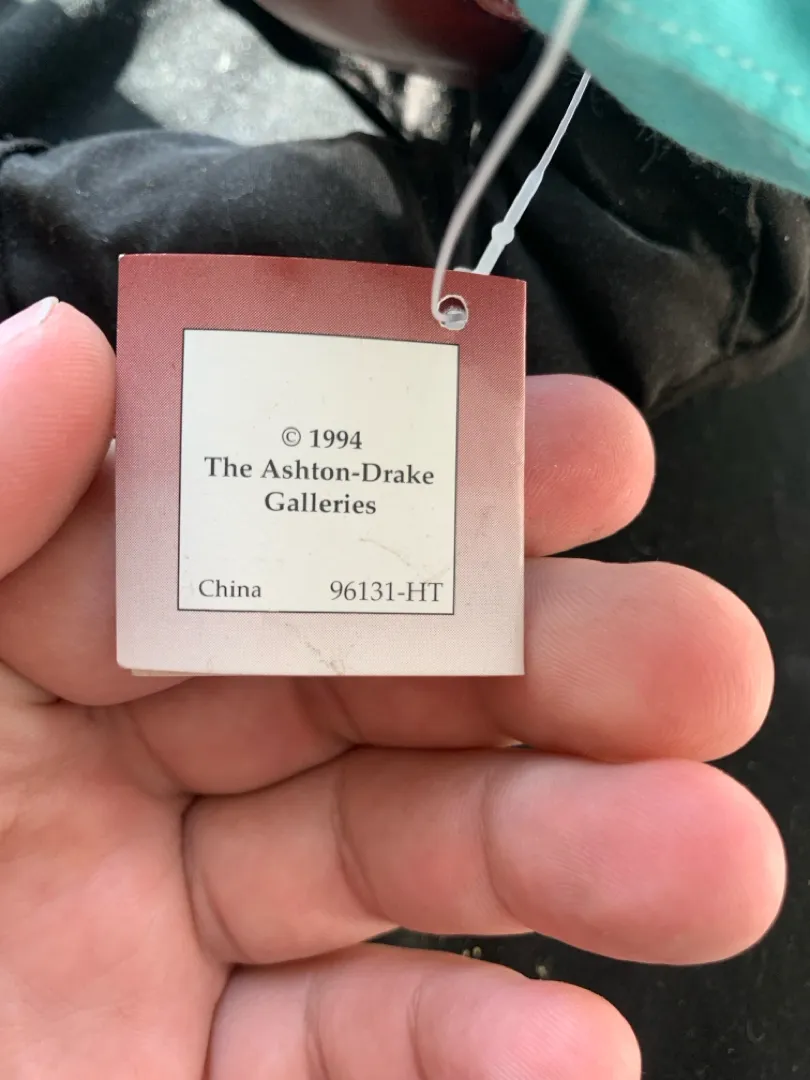 © 1994
The Ashton-Drake
Galleries
China 96131-HT